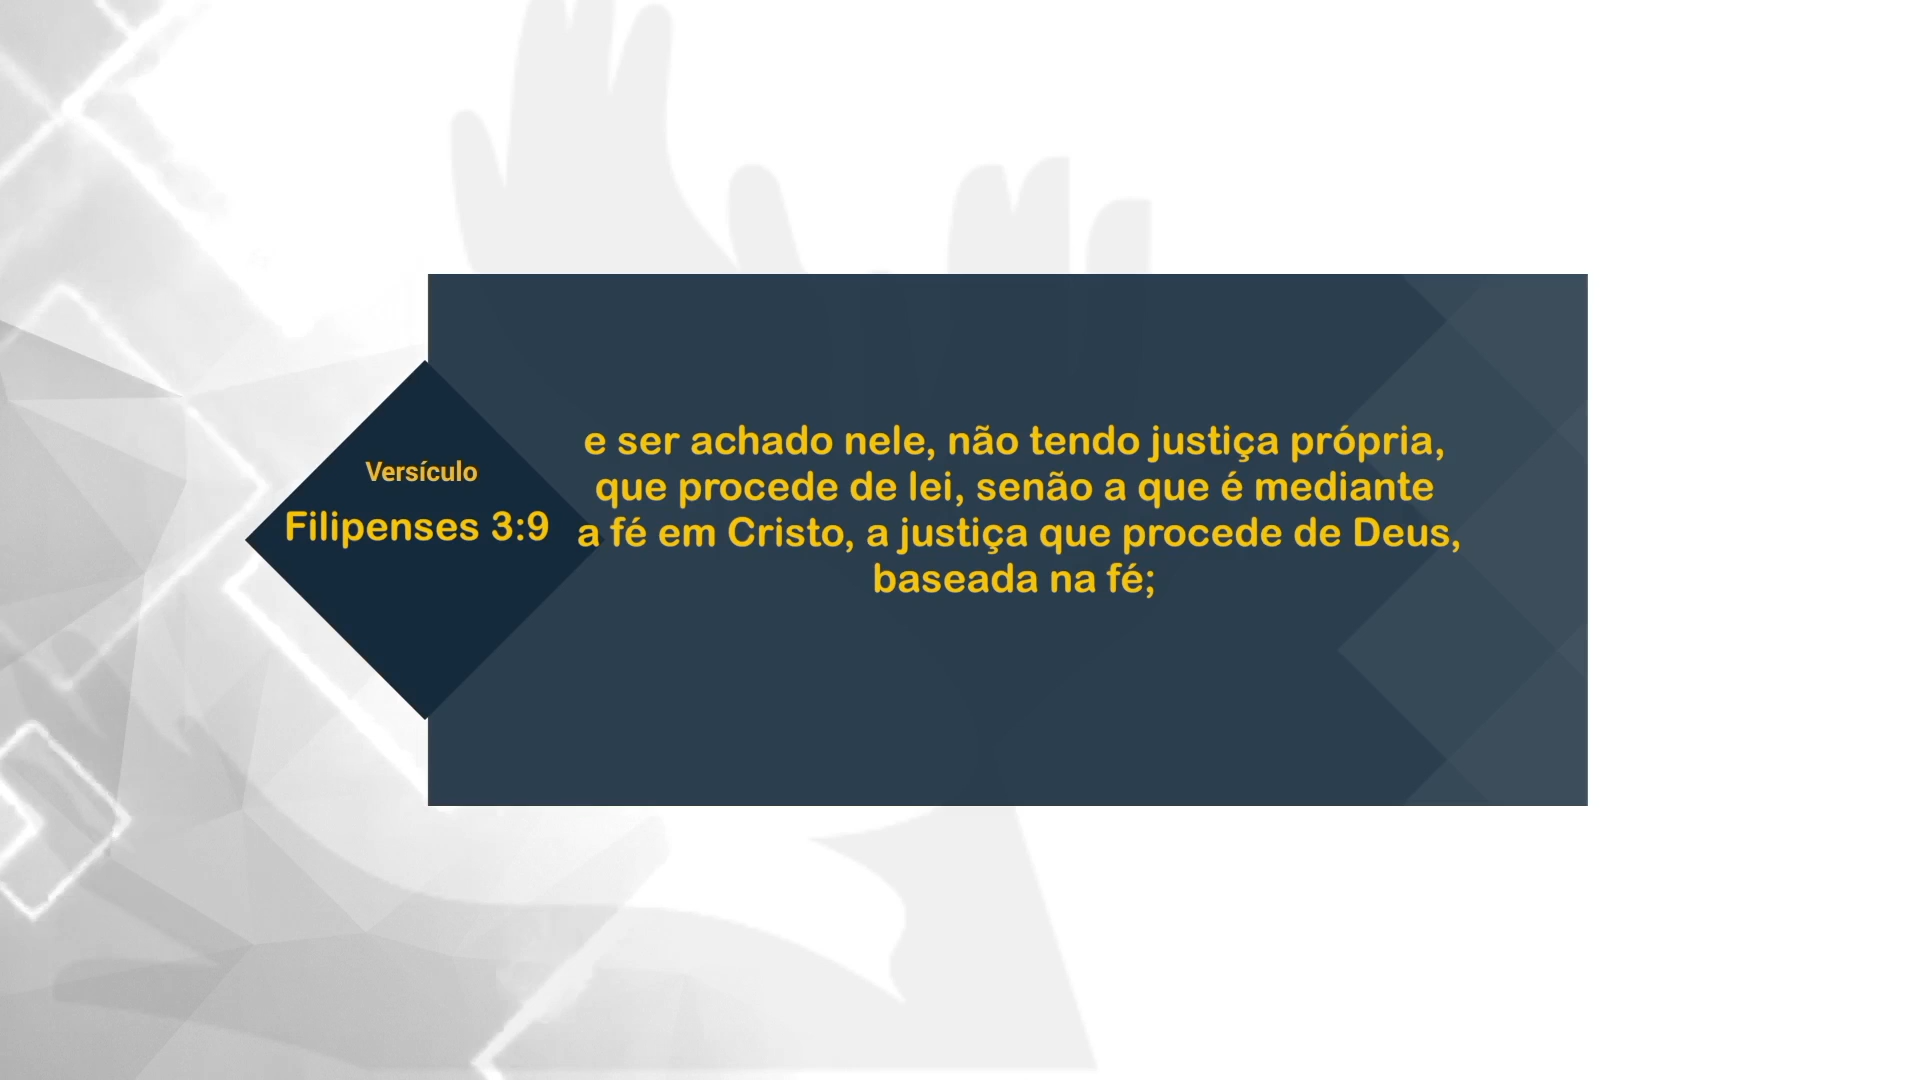 Versículo
Filipenses 3:9
e ser achado nele, não tendo justiça própria,
que procede de lei, senão a que é mediante
a fé em Cristo, a justiça que procede de Deus,
baseada na fé;